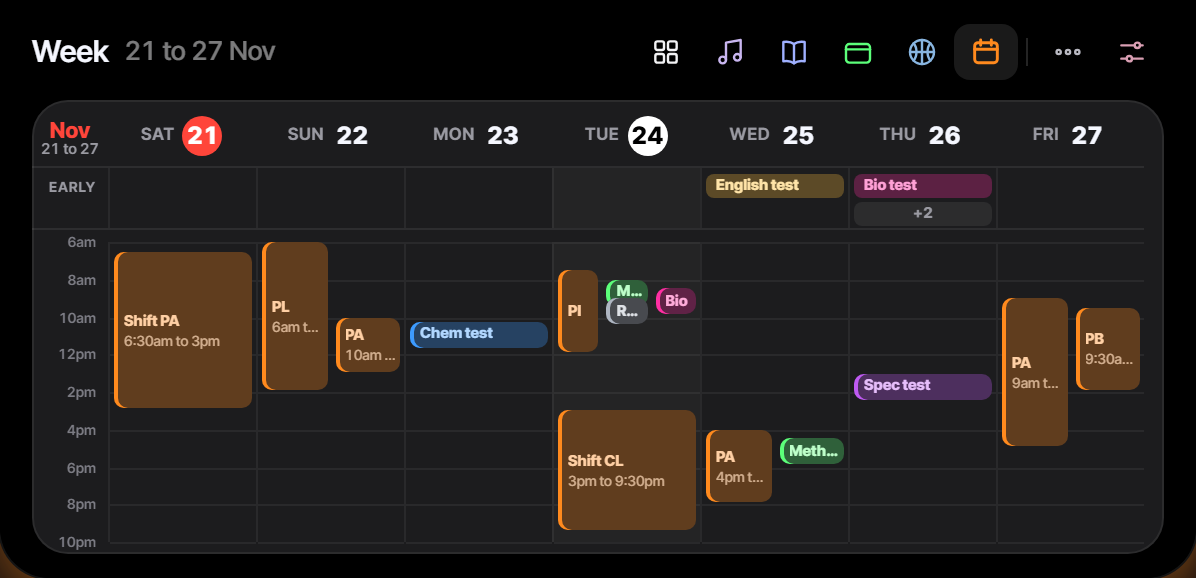 Week 21 to 27 Nov
Nov
21 to 27
SAT 21
SUN 22
MON 23
TUE 24
WED 25
THU 26
FRI 27
EARLY
English test
Bio test
+2
6am
8am
10am
12pm
2pm
4pm
6pm
8pm
10pm
Shift PA
6:30am to 3pm
PL
6am t...
PA
10am ...
Chem test
PI
M...
R...
Bio
Shift CL
3pm to 9:30pm
PA
4pm t...
Meth...
Spec test
PA
9am t...
PB
9:30a...